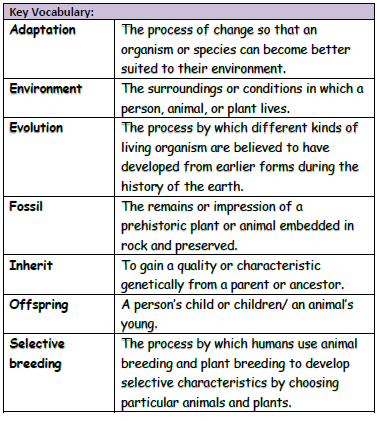 Key Vocabulary:
Adaptation The process of change so that an
organism or species can become better
suited to their environment.
Environment The surroundings or conditions in which a
person, animal, or plant lives.
Evolution The process by which different kinds of
living organism are believed to have
developed from earlier forms during the
history of the earth.
Fossil The remains or impression of a
prehistoric plant or animal embedded in
rock and preserved.
Inherit To gain a quality or characteristic
genetically from a parent or ancestor.
Offspring A person's child or children/ an animal's
young.
Selective The process by which humans use animal
breeding breeding and plant breeding to develop
selective characteristics by choosing
particular animals and plants.